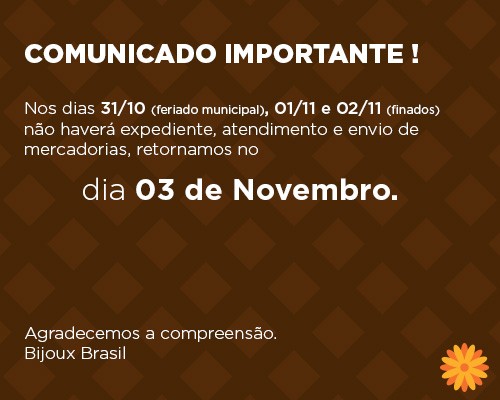 COMUNICADO IMPORTANTE !
Nos dias 31/10 (feriado municipal), 01/11 e 02/11 (finados)
não haverá expediente, atendimento e envio de
mercadorias, retornamos no
dia 03 de Novembro.
Agradecemos a compreensão.
Bijoux Brasil